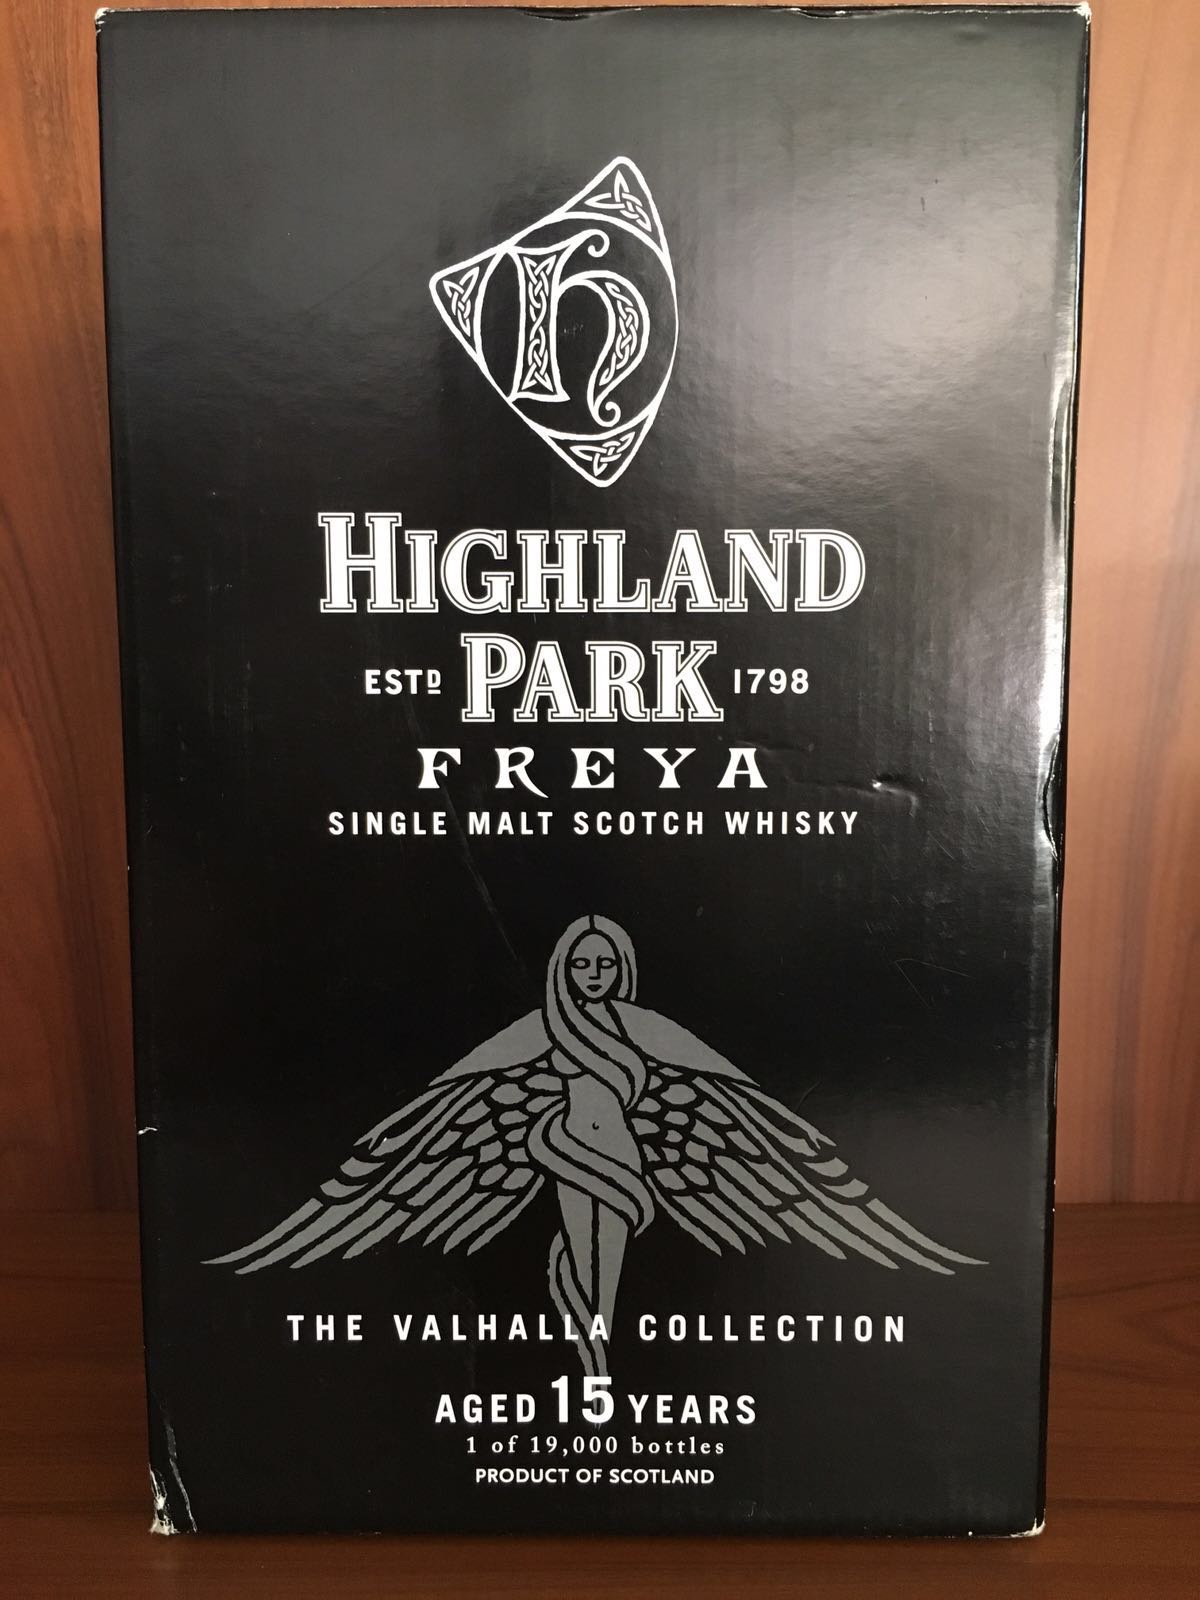 h
HIGHLAND
ESTD PARK 1798
FREYA
SINGLE MALT SCOTCH WHISKY
THE VALHALLA COLLECTION
AGED 15 YEARS
1 of 19,000 bottles
PRODUCT OF SCOTLAND